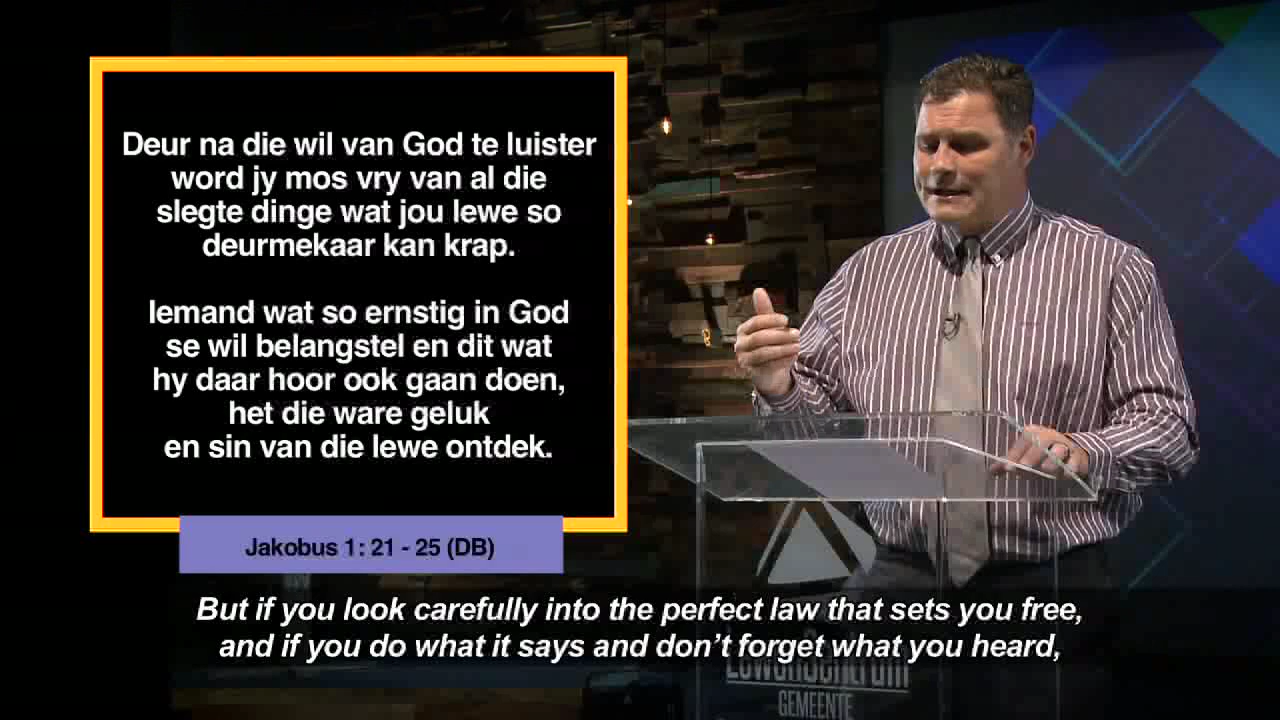 Deur na die wil van God te luister
word jy mos vry van al die
slegte dinge wat jou lewe so
deurmekaar kan krap.
Iemand wat so ernstig in God
se wil belangstel en dit wat
hy daar hoor ook gaan doen,
het die ware geluk
en sin van die lewe ontdek.
Jakobus 1: 21 - 25 (DB)
But if you look carefully into the perfect law that sets you free,
and if you do what it says and don't forget what you heard,
LewenSentrum
GEMEENTE